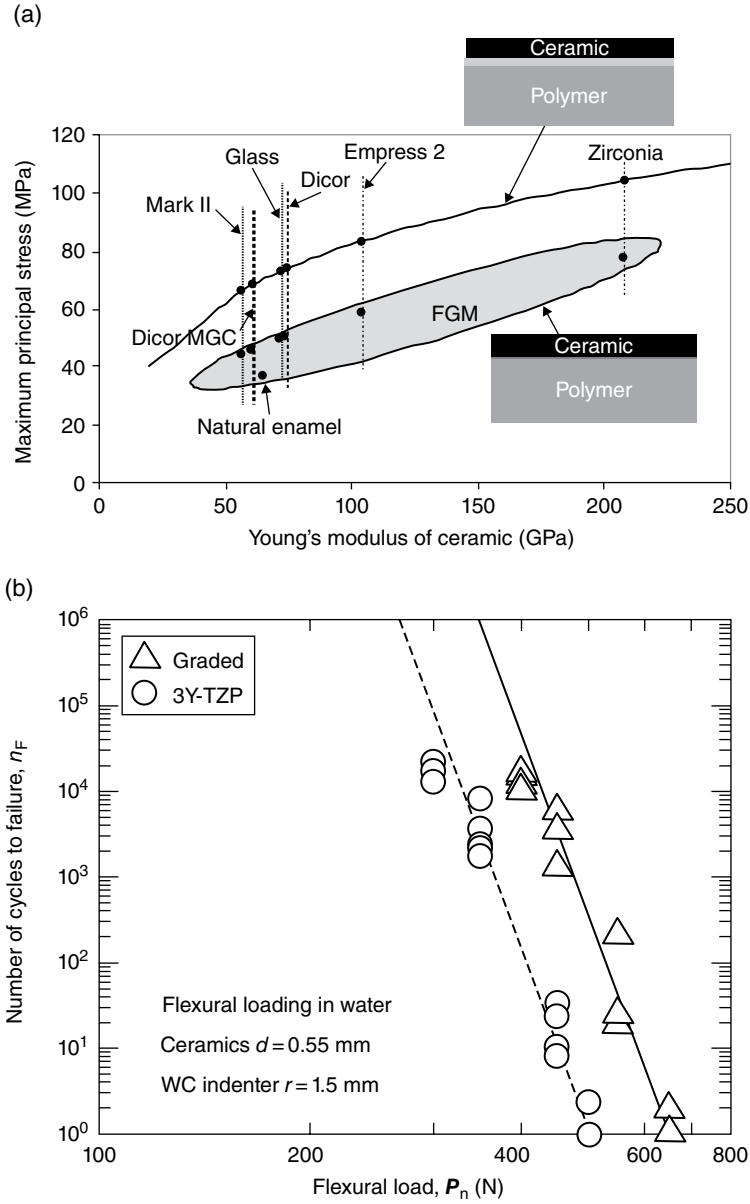 (a)
Ceramic
Polymer
120
100
80
60
40
20
0
Maximum principal stress (MPa)
Mark II
Glass
Dicor
Empress 2
Zirconia
Dicor MGC
FGM
Natural enamel
Ceramic
Polymer
0
50
100
150
200
250
Young's modulus of ceramic (GPa)
(b)
10⁶
10⁵
10⁴
10³
10²
10¹
10⁰
Number of cycles to failure, nF
Graded
3Y-TZP
Flexural loading in water
Ceramics d = 0.55 mm
WC indenter r = 1.5 mm
100
200
400
600
800
Flexural load, Pn (N)